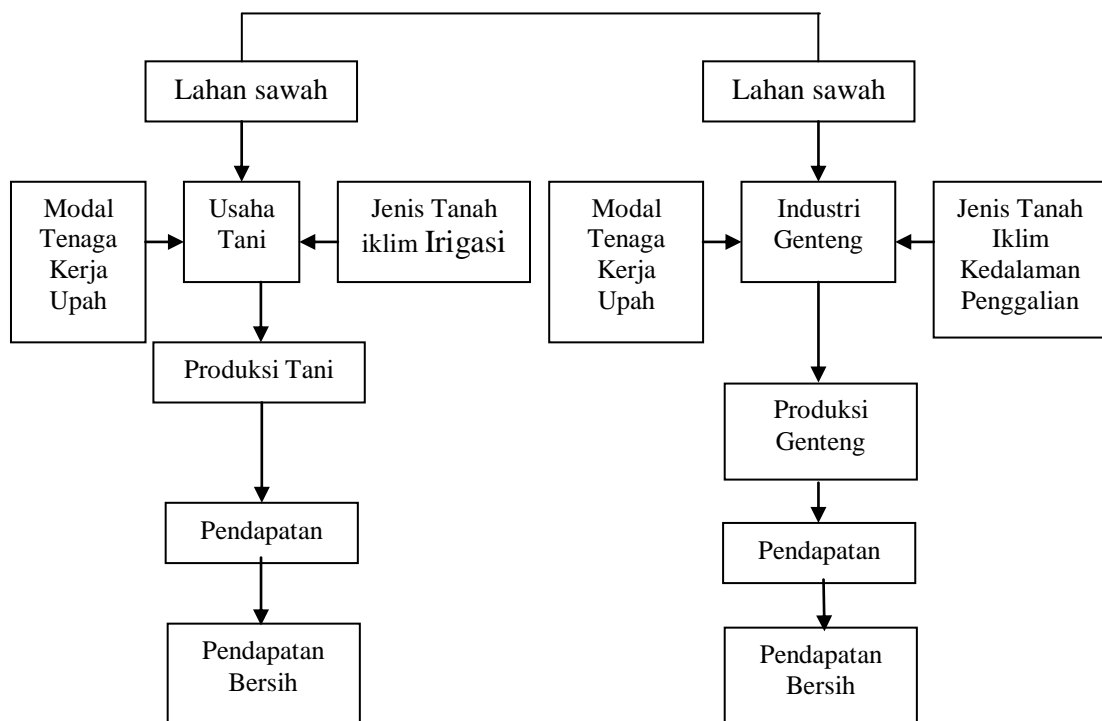 Lahan sawah
Lahan sawah
Modal
Tenaga
Kerja
Upah
Usaha
Tani
Jenis Tanah
iklim Irigasi
Modal
Tenaga
Kerja
Upah
Industri
Genteng
Jenis Tanah
Iklim
Kedalaman
Penggalian
Produksi Tani
Produksi
Genteng
Pendapatan
Pendapatan
Pendapatan
Bersih
Pendapatan
Bersih